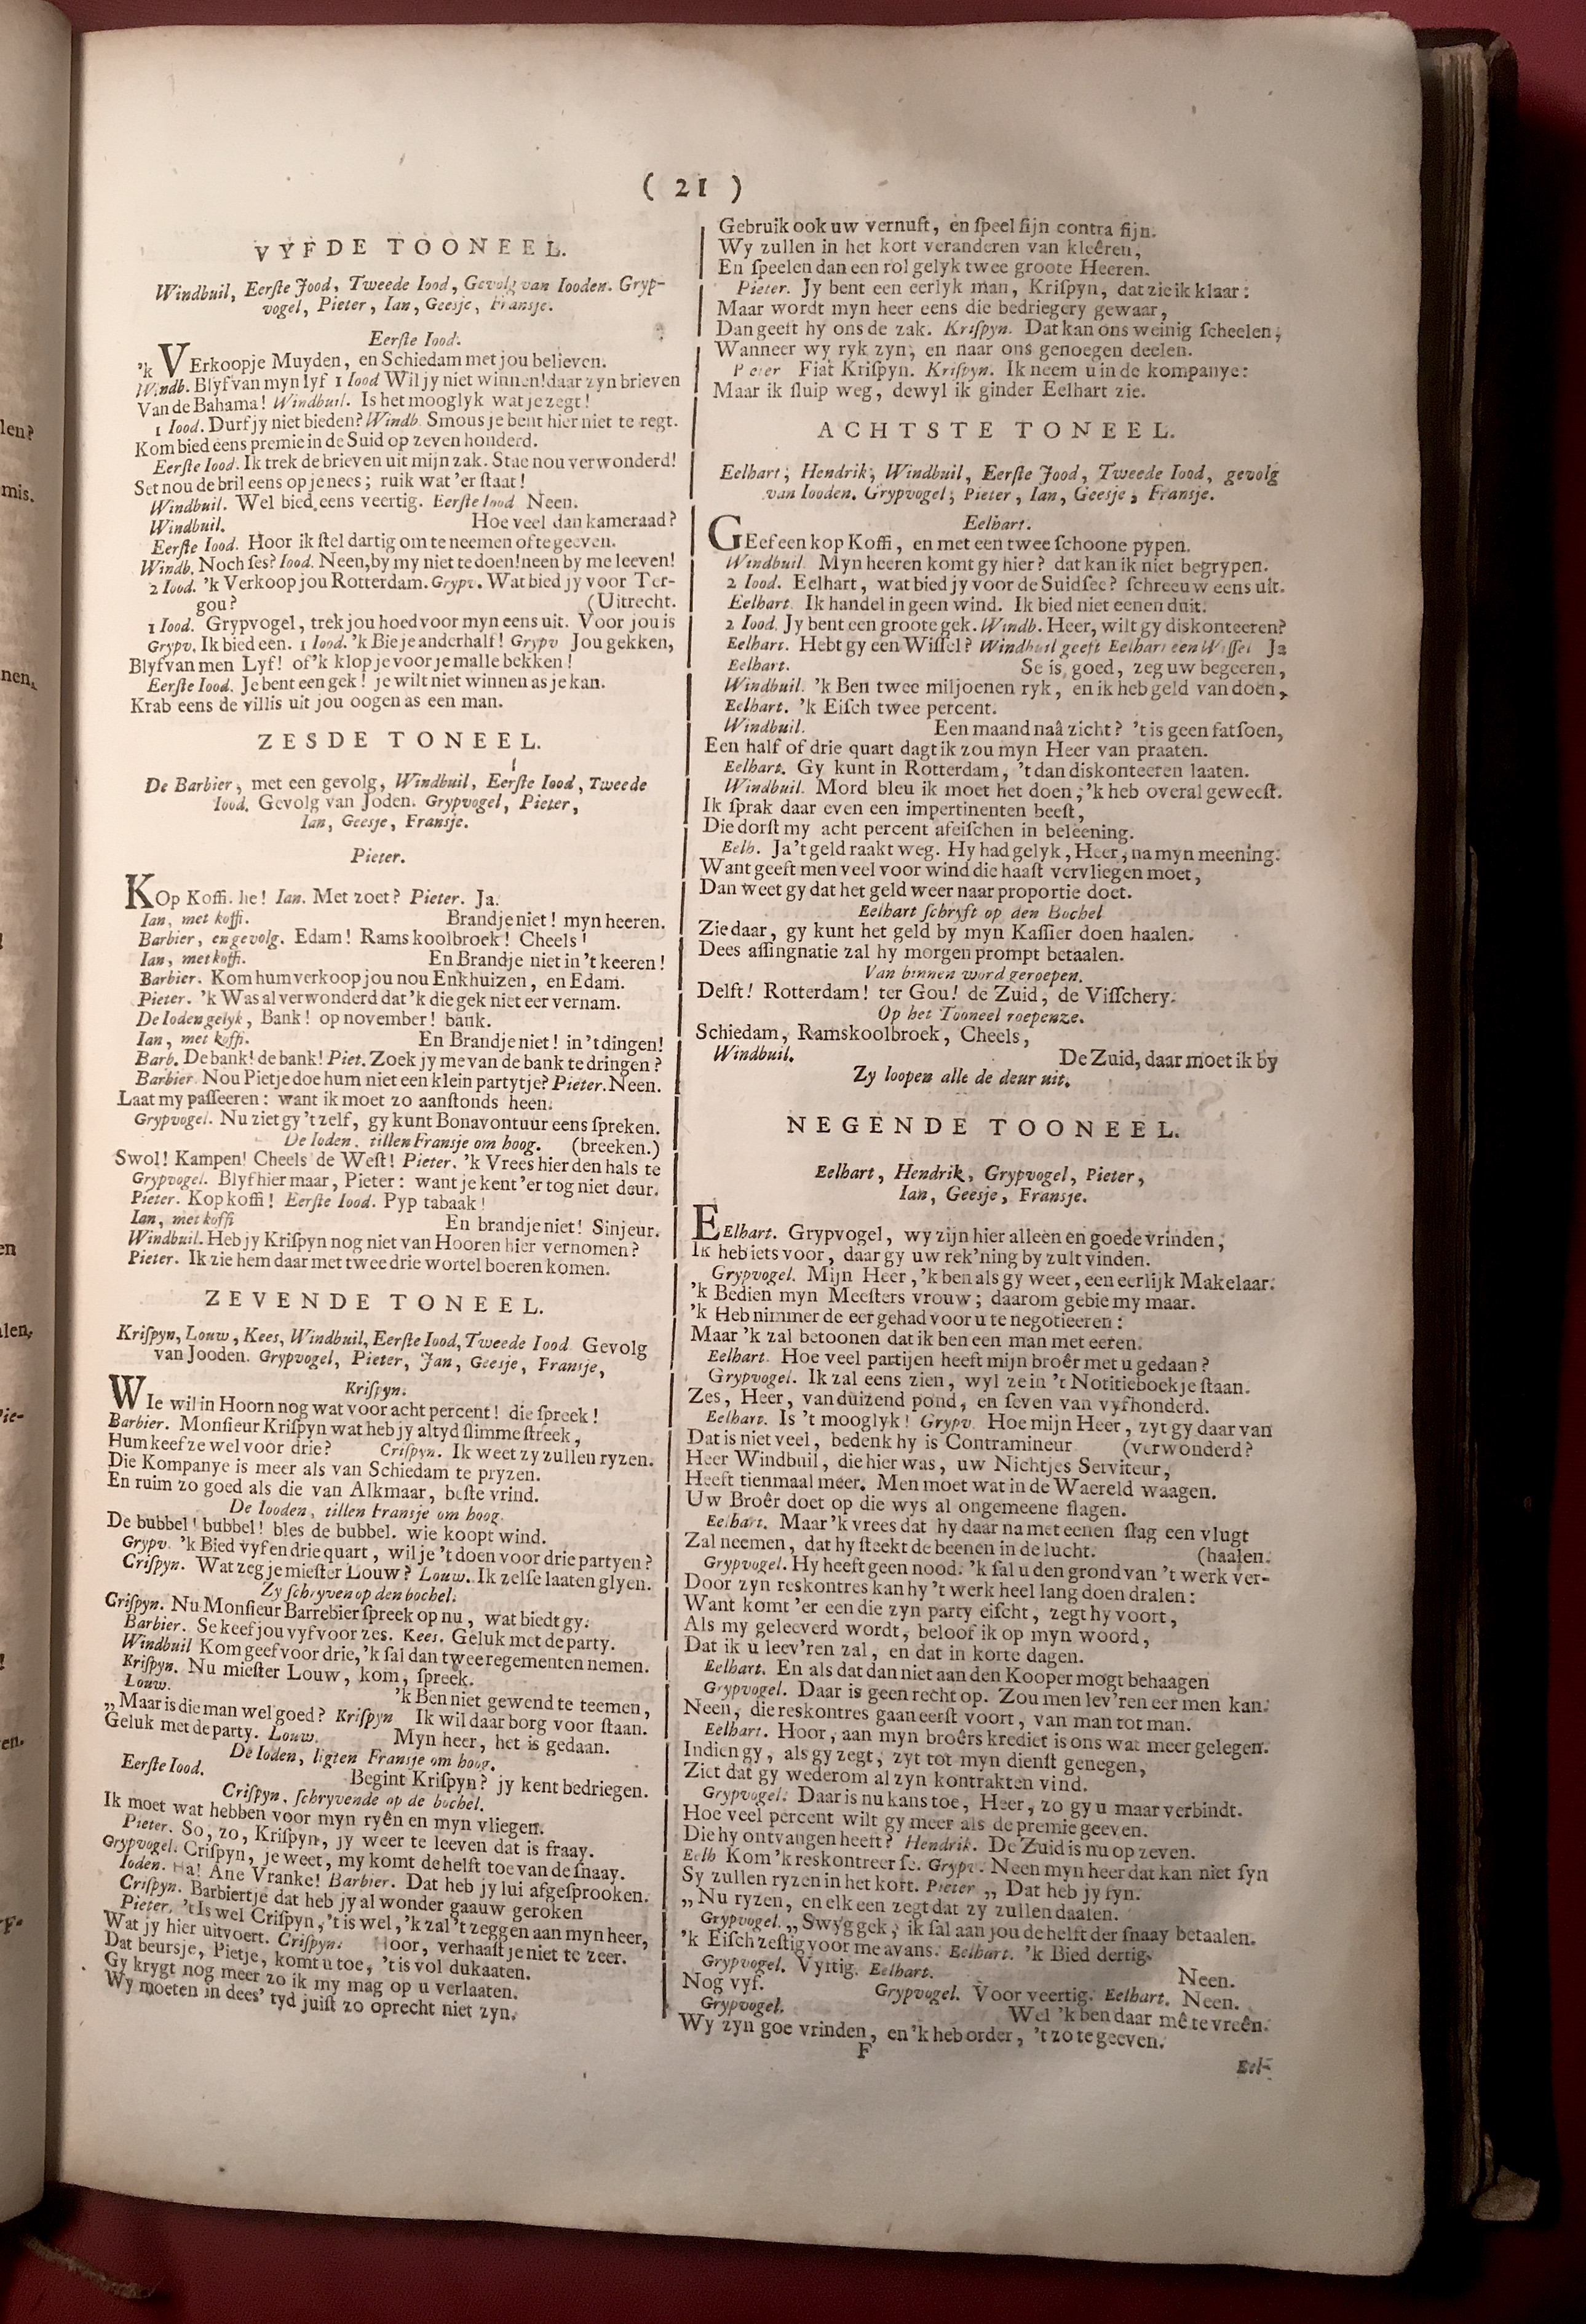 ( 21 )
VYFDE TOONEEL.
Windbuil, Eerſte Jood, Tweede Iood, Gevolg van Iooden. Gryp-
vogel, Pieter, Ian, Geesje, Fransje.
Eerſte Iood.
'k VErkoopje Muyden, en Schiedam met jou believen.
Windb. Blyf van myn lyf 1 Iood Wil jy niet winnen! daar zyn brieven
Van de Bahama! Windbuil. Is het mooglyk wat je zegt!
1 Iood. Durf jy niet bieden? Windb. Smous je bent hier niet te regt.
Kom bied eens premie in de Suid op zeven honderd.
Eerſte Iood. Ik trek de brieven uit mijn zak. Stae nou verwonderd!
Set nou de bril eens op je nees; ruik wat 'er ſtaat!
Windbuil. Wel bied eens veertig. Eerſte Iood Neen.
Windbuil. Hoe veel dan kameraad?
Eerſte Iood. Hoor ik ſtel dartig om te neemen of te geeven.
Windb. Noch ſes? Iood. Neen, by my niet te doen! neen by me leeven!
2 Iood. 'k Verkoop jou Rotterdam. Grypv. Wat bied jy voor Ter-
gou? (Uitrecht.
1 Iood. Grypvogel, trek jou hoed voor myn eens uit. Voor jou is
Grypv. Ik bied een. 1 Iood. 'k Bie je anderhalf! Grypv Jou gekken,
Blyf van men Lyf! of 'k klop je voor je malle bekken!
Eerſte Iood. Je bent een gek! je wilt niet winnen as je kan.
Krab eens de villis uit jou oogen as een man.
ZESDE TONEEL.
De Barbier, met een gevolg, Windbuil, Eerſte Iood, Tweede
Iood. Gevolg van Joden. Grypvogel, Pieter,
Ian, Geesje, Fransje.
Pieter.
KOp Koffi. he! Ian. Met zoet? Pieter. Ja.
Ian, met koffi. Brand je niet! myn heeren.
Barbier, en gevolg. Edam! Ramskoolbroek! Cheels!
Ian, met koffi. En Brandje niet in 't keeren!
Barbier. Kom hum verkoop jou nou Enkhuizen, en Edam.
Pieter. 'k Was al verwonderd dat 'k die gek niet eer vernam.
De Ioden gelyk, Bank! op november! bank.
Ian, met koffi. En Brandje niet! in 't dingen!
Barb. De bank! de bank! Piet. Zoek jy me van de bank te dringen?
Barbier Nou Pietje doe hum niet een klein partytje? Pieter. Neen.
Laat my paſſeeren: want ik moet zo aanſtonds heen.
Grypvogel. Nu ziet gy 't zelf, gy kunt Bonavontuur eens ſpreken.
De Ioden, tillen Fransje om hoog. (breeken.)
Swol! Kampen! Cheels de Weſt! Pieter. 'k Vrees hier den hals te
Grypvogel. Blyf hier maar, Pieter: want je kent 'er tog niet deur.
Pieter. Kop koffi! Eerſte Iood. Pyp tabaak!
Ian, met koffi En brandje niet! Sinjeur.
Windbuil. Heb jy Kriſpyn nog niet van Hooren hier vernomen?
Pieter. Ik zie hem daar met twee drie wortel boeren komen.
ZEVENDE TONEEL.
Kriſpyn, Louw, Kees, Windbuil, Eerſte Iood, Tweede Iood Gevolg
van Jooden. Grypvogel, Pieter, Jan, Geesje, Fransje,
Kriſpyn.
WIe wil in Hoorn nog wat voor acht percent! die ſpreek!
Barbier. Monſieur Kriſpyn wat heb jy altyd ſlimme ſtreek,
Hum keef ze wel voor drie? Criſpyn. Ik weet zy zullen ryzen.
Die Kompanye is meer als van Schiedam te pryzen.
En ruim zo goed als die van Alkmaar, beſte vrind.
De Iooden, tillen Fransje om hoog.
De bubbel! bubbel! bles de bubbel. wie koopt wind.
Grypv. 'k Bied vyf en drie quart, wil je 't doen voor drie partyen?
Criſpyn. Wat zeg je mieſter Louw? Louw. Ik zelſe laaten glyen.
Zy ſchryven op den bochel.
Criſpyn. Nu Monſieur Barrebier ſpreek op nu, wat biedt gy.
Barbier. Se keef jou vyf voor zes. Kees. Geluk met de party.
Windbuil Kom geef voor drie, 'k ſal dan twee regementen nemen.
Kriſpyn. Nu mieſter Louw, kom, ſpreek.
Louw. 'k Ben niet gewend te teemen,
„Maar is die man wel goed? Kriſpyn Ik wil daar borg voor ſtaan.
Geluk met de party. Louw. Myn heer, het is gedaan.
De Ioden, ligten Fransje om hoog.
Eerſte Iood. Begint Kriſpyn? jy kent bedriegen.
Criſpyn, ſchryvende op de bochel.
Ik moet wat hebben voor myn ryên en myn vliegen.
Pieter. So, zo, Kriſpyn, jy weer te leeven dat is fraay.
Grypvogel. Criſpyn, je weet, my komt de helft toe van de ſnaay.
Ioden. Ha! Ane Vranke! Barbier. Dat heb jy lui afgeſprooken.
Criſpyn. Barbiertje dat heb jy al wonder gaauw geroken
Pieter. 't Is wel Criſpyn, 't is wel, 'k zal 't zeggen aan myn heer,
Wat jy hier uitvoert. Criſpyn. Hoor, verhaaſt je niet te zeer.
Dat beursje, Pietje, komt u toe, 't is vol dukaaten.
Gy krygt nog meer zo ik my mag op u verlaaten.
Wy moeten in dees' tyd juiſt zo oprecht niet zyn.
Gebruik ook uw vernuft, en ſpeel fijn contra fijn.
Wy zullen in het kort veranderen van kleêren,
En ſpeelen dan een rol gelyk twee groote Heeren.
Pieter. Jy bent een eerlyk man, Kriſpyn, dat zie ik klaar:
Maar wordt myn heer eens die bedriegery gewaar,
Dan geeft hy ons de zak. Kriſpyn. Dat kan ons weinig ſcheelen,
Wanneer wy ryk zyn, en naar ons genoegen deelen.
Pieter Fiat Kriſpyn. Kriſpyn. Ik neem u in de kompanye:
Maar ik ſluip weg, dewyl ik ginder Eelhart zie.
ACHTSTE TONEEL.
Eelhart, Hendrik, Windbuil, Eerſte Jood, Tweede Iood, gevolg
van Iooden. Grypvogel, Pieter, Ian, Geesje, Fransje.
Eelhart.
GEef een kop Koffi, en met een twee ſchoone pypen.
Windbuil Myn heeren komt gy hier? dat kan ik niet begrypen.
2 Iood. Eelhart, wat bied jy voor de Suidſee? ſchreeuw eens uit.
Eelhart. Ik handel in geen wind. Ik bied niet eenen duit.
2 Iood. Jy bent een groote gek. Windb. Heer, wilt gy diskonteeren?
Eelhart. Hebt gy een Wiſſel? Windbuil geeft Eelhart een Wiſſel Ja
Eelhart. Se is goed, zeg uw begeeren,
Windbuil. 'k Ben twee miljoenen ryk, en ik heb geld van doen,
Eelhart. 'k Eiſch twee percent.
Windbuil. Een maand naâ zicht? 't is geen fatſoen,
Een half of drie quart dagt ik zou myn Heer van praaten.
Eelhart. Gy kunt in Rotterdam, 't dan diskonteeren laaten.
Windbuil. Mord bleu ik moet het doen, 'k heb overal geweeſt.
Ik ſprak daar even een impertinenten beeſt,
Die dorſt my acht percent afeiſchen in beleening.
Eelh. Ja 't geld raakt weg. Hy had gelyk, Heer, na myn meening.
Want geeft men veel voor wind die haaſt vervliegen moet,
Dan weet gy dat het geld weer naar proportie doet.
Eelhart ſchryft op den Bochel
Zie daar, gy kunt het geld by myn Kaſſier doen haalen.
Dees aſſingnatie zal hy morgen prompt betaalen.
Van binnen word geroepen.
Delft! Rotterdam! ter Gou! de Zuid, de Viſſchery.
Op het Tooneel roepenze.
Schiedam, Ramskoolbroek, Cheels,
Windbuil. De Zuid, daar moet ik by
Zy loopen alle de deur uit.
NEGENDE TOONEEL.
Eelhart, Hendrik, Grypvogel, Pieter,
Ian, Geesje, Fransje.
EElhart. Grypvogel, wy zijn hier alleen en goede vrinden,
Ik heb iets voor, daar gy uw rek'ning by zult vinden.
Grypvogel. Mijn Heer, 'k ben als gy weet, een eerlijk Makelaar.
'k Bedien myn Meeſters vrouw; daarom gebie my maar.
'k Heb nimmer de eer gehad voor u te negotieeren:
Maar 'k zal betoonen dat ik ben een man met eeren.
Eelhart. Hoe veel partijen heeft mijn broêr met u gedaan?
Grypvogel. Ik zal eens zien, wyl ze in 't Notitieboekje ſtaan.
Zes, Heer, van duizend pond, en ſeven van vyfhonderd.
Eelhart. Is 't mooglyk! Grypv. Hoe mijn Heer, zyt gy daar van
Dat is niet veel, bedenk hy is Contramineur (verwonderd?
Heer Windbuil, die hier was, uw Nichtjes Serviteur,
Heeft tienmaal meer. Men moet wat in de Waereld waagen.
Uw Broêr doet op die wys al ongemeene ſlagen.
Eelhart. Maar 'k vrees dat hy daar na met eenen ſlag een vlugt
Zal neemen, dat hy ſteekt de beenen in de lucht. (haalen.
Grypvogel. Hy heeft geen nood. 'k ſal u den grond van 't werk ver-
Door zyn reskontres kan hy 't werk heel lang doen dralen:
Want komt 'er een die zyn party eiſcht, zegt hy voort,
Als my geleeverd wordt, beloof ik op myn woord,
Dat ik u leev'ren zal, en dat in korte dagen.
Eelhart. En als dat dan niet aan den Kooper mogt behaagen
Grypvogel. Daar is geen recht op. Zou men lev'ren eer men kan.
Neen, die reskontres gaan eerſt voort, van man tot man.
Eelhart. Hoor, aan myn broêrs krediet is ons wat meer gelegen.
Indien gy, als gy zegt, zyt tot myn dienſt genegen,
Ziet dat gy wederom al zyn kontrakten vind.
Grypvogel. Daar is nu kans toe, Heer, zo gy u maar verbindt.
Hoe veel percent wilt gy meer als de premie geeven.
Die hy ontvangen heeft? Hendrik. De Zuid is nu op zeven.
Eelh Kom 'k reskontreer ſe. Grypv. Neen myn heer dat kan niet ſyn
Sy zullen ryzen in het kort. Pieter „ Dat heb jy ſyn.
„Nu ryzen, en elk een zegt dat zy zullen daalen.
Grypvogel. „Swyg gek, ik ſal aan jou de helft der ſnaay betaalen.
'k Eiſch zeſtig voor me avans. Eelhart. 'k Bied dertig.
Grypvogel. Vyftig. Eelhart. Neen.
Nog vyf. Grypvogel. Voor veertig. Eelhart. Neen.
Grypvogel. Wel 'k ben daar mê te vreên.
Wy zyn goe vrinden, en 'k heb order, 't zo te geeven.
F
Eel-